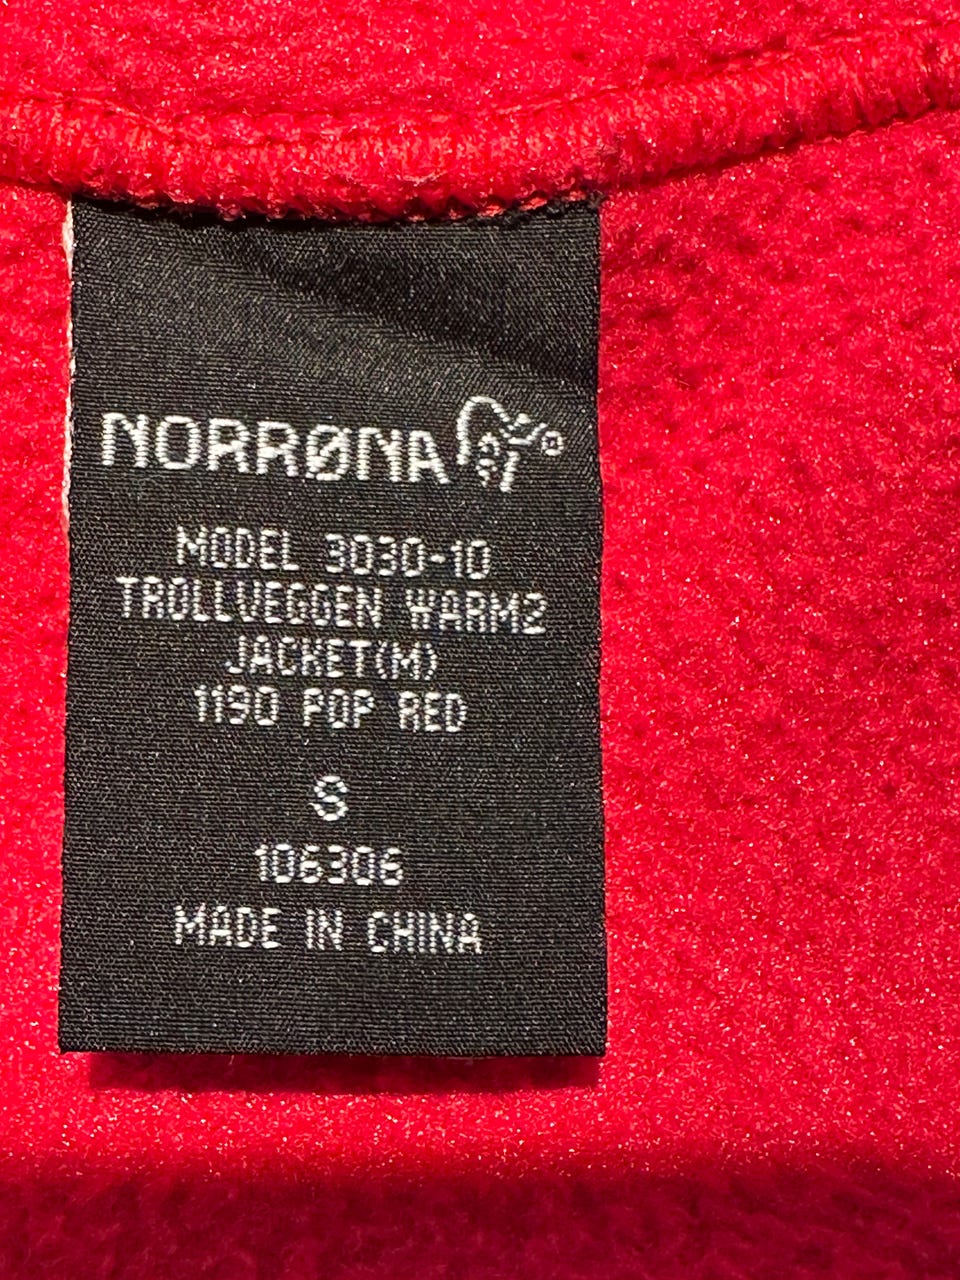 NORRØNA
MODEL 3030-10
TROLLVEGGEN WARM2
JACKET(M)
1190 POP RED
S
106306
MADE IN CHINA